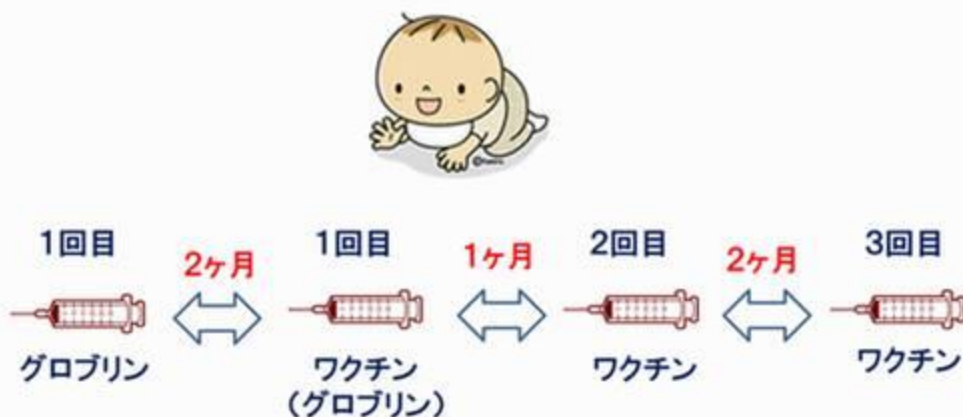 1回目
2ヶ月
1回目
1ヶ月
2回目
2ヶ月
3回目
グロブリン
ワクチン
(グロブリン)
ワクチン
ワクチン